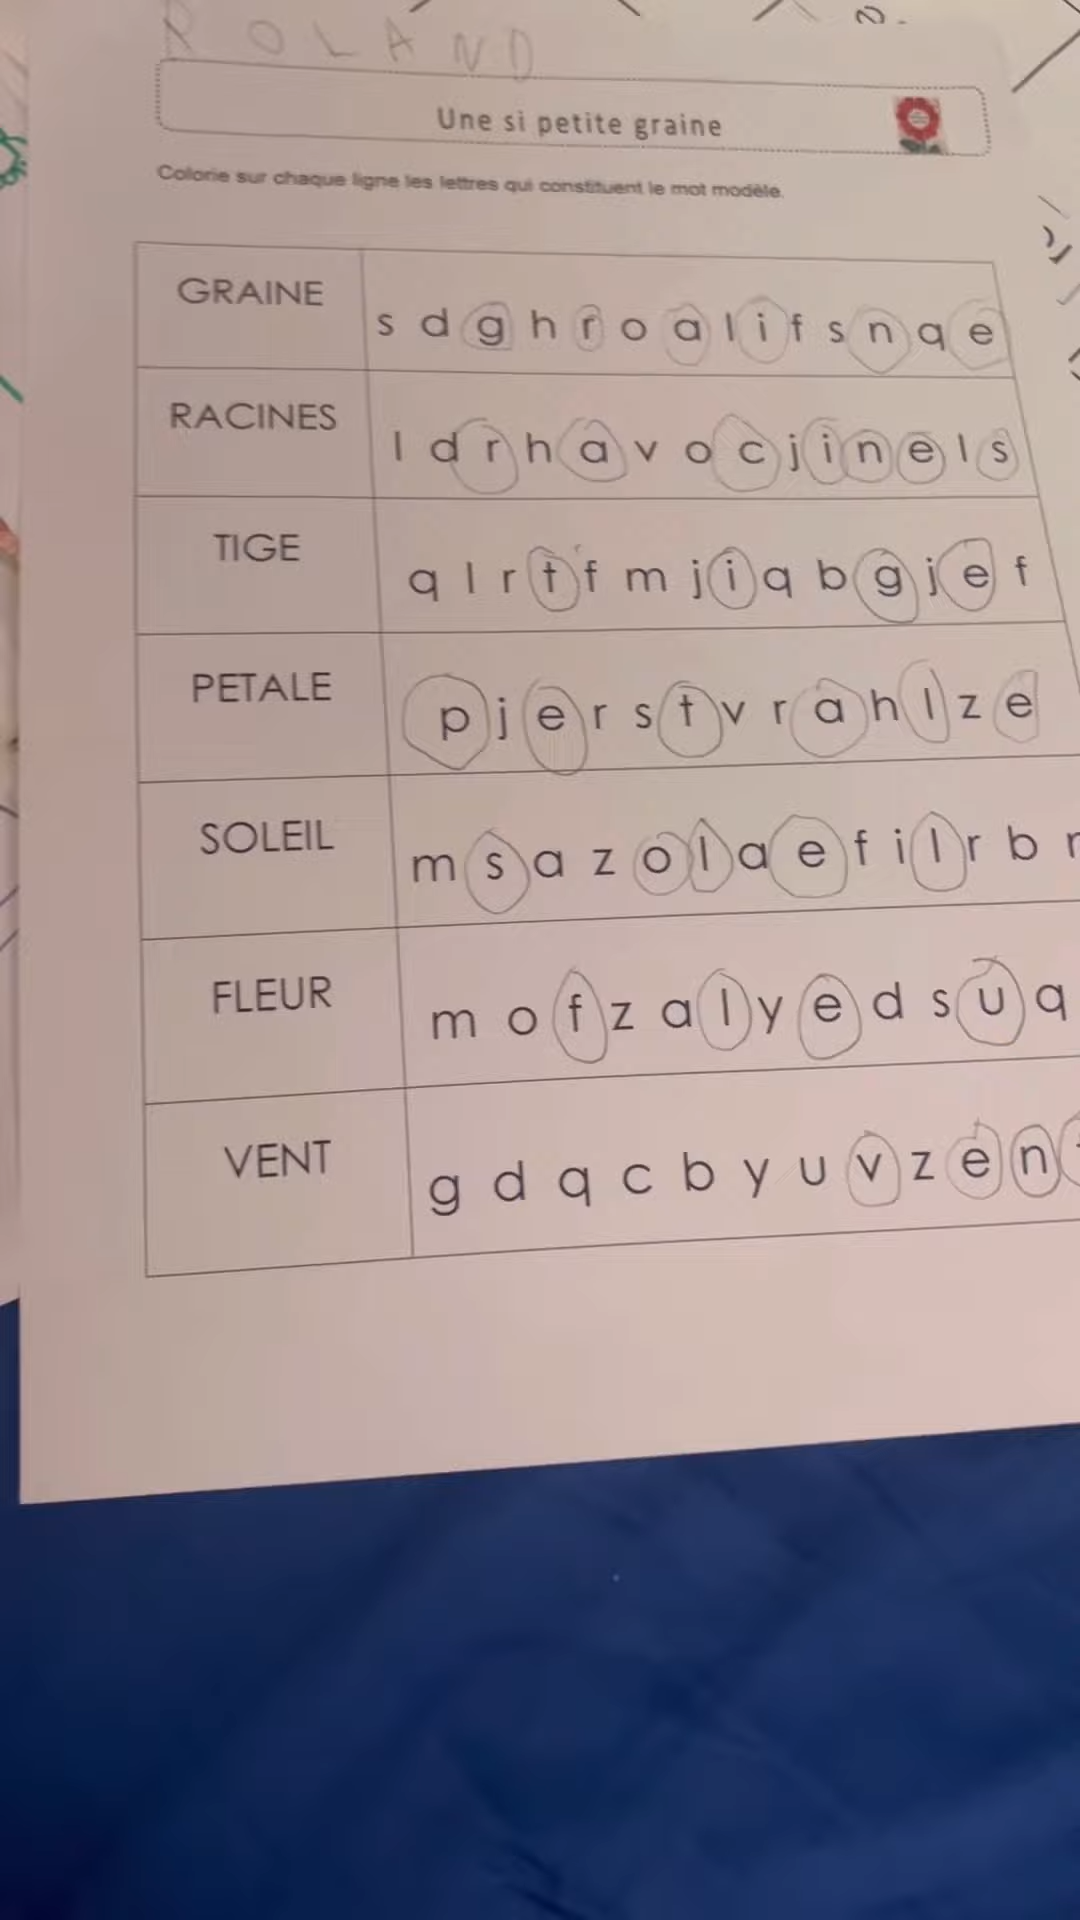 ROLAND
Une si petite graine
Colorie sur chaque ligne les lettres qui constituent le mot modèle.
GRAINE
s d g h r o a l i f s n q e
RACINES
l d r h a v o c j i n e l s
TIGE
q l r t f m j i q b g j e f
PETALE
p j e r s t v r a h l z e
SOLEIL
m s a z o l a e f i l r b
FLEUR
m o f z a l y e d s u q
VENT
g d q c b y u v z e n